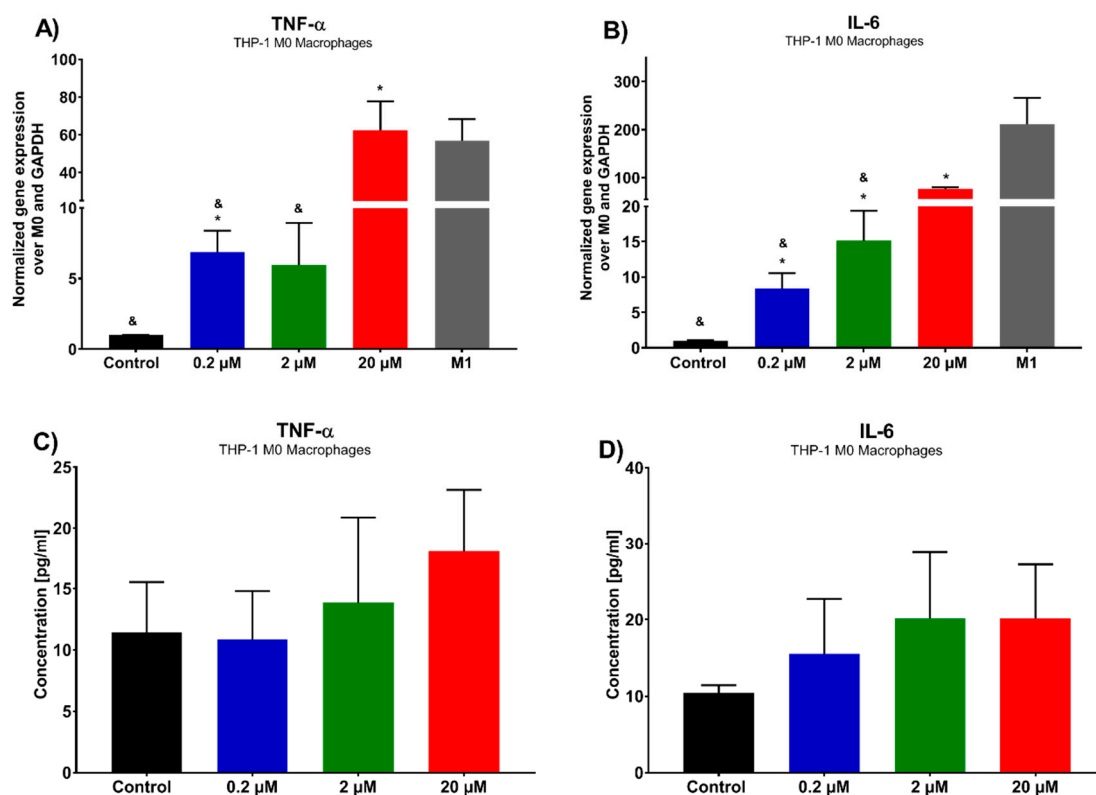 A)
TNF-α
THP-1 M0 Macrophages
Normalized gene expression
over M0 and GAPDH
100
80
60
40
10
5
0
&
&
*
&
*
Control
0.2 µM
2 µM
20 µM
M1
B)
IL-6
THP-1 M0 Macrophages
Normalized gene expression
over M0 and GAPDH
300
200
100
20
15
10
5
0
&
&
*
&
*
*
Control
0.2 µM
2 µM
20 µM
M1
C)
TNF-α
THP-1 M0 Macrophages
Concentration [pg/ml]
25
20
15
10
5
0
Control
0.2 µM
2 µM
20 µM
D)
IL-6
THP-1 M0 Macrophages
Concentration [pg/ml]
40
30
20
10
0
Control
0.2 µM
2 µM
20 µM